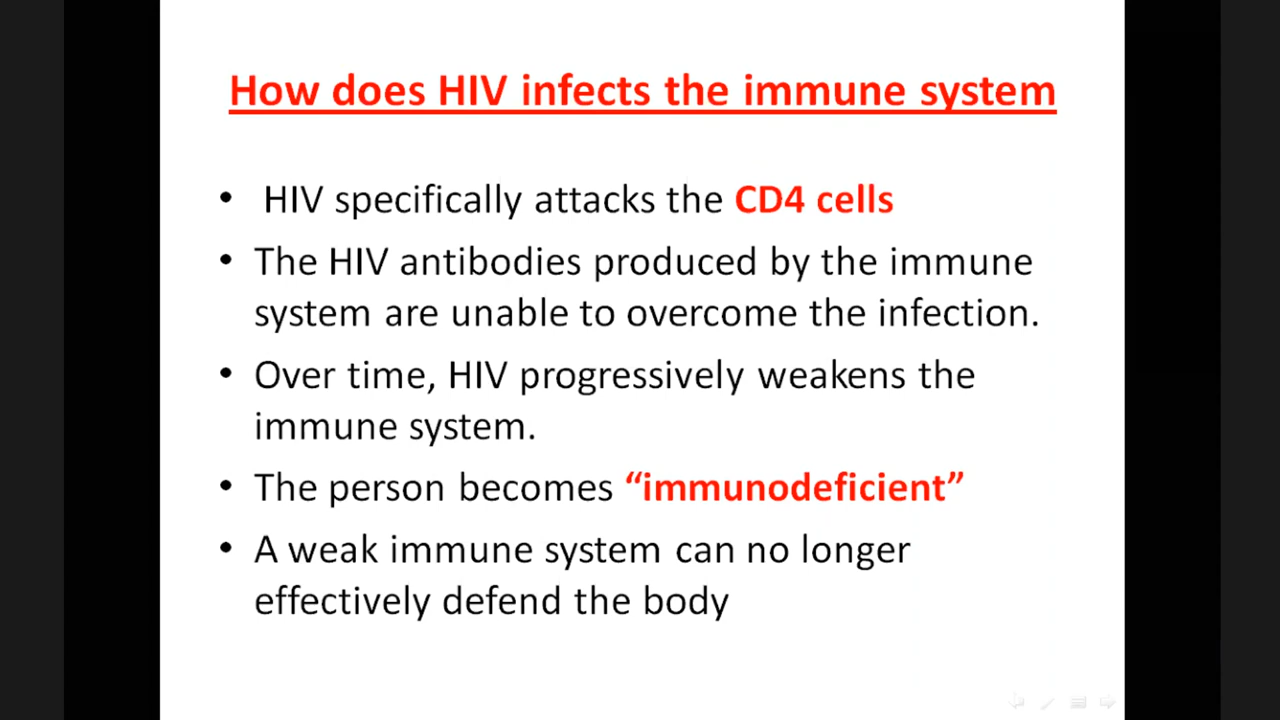 How does HIV infects the immune system
• HIV specifically attacks the CD4 cells
• The HIV antibodies produced by the immune
system are unable to overcome the infection.
• Over time, HIV progressively weakens the
immune system.
• The person becomes “immunodeficient”
• A weak immune system can no longer
effectively defend the body